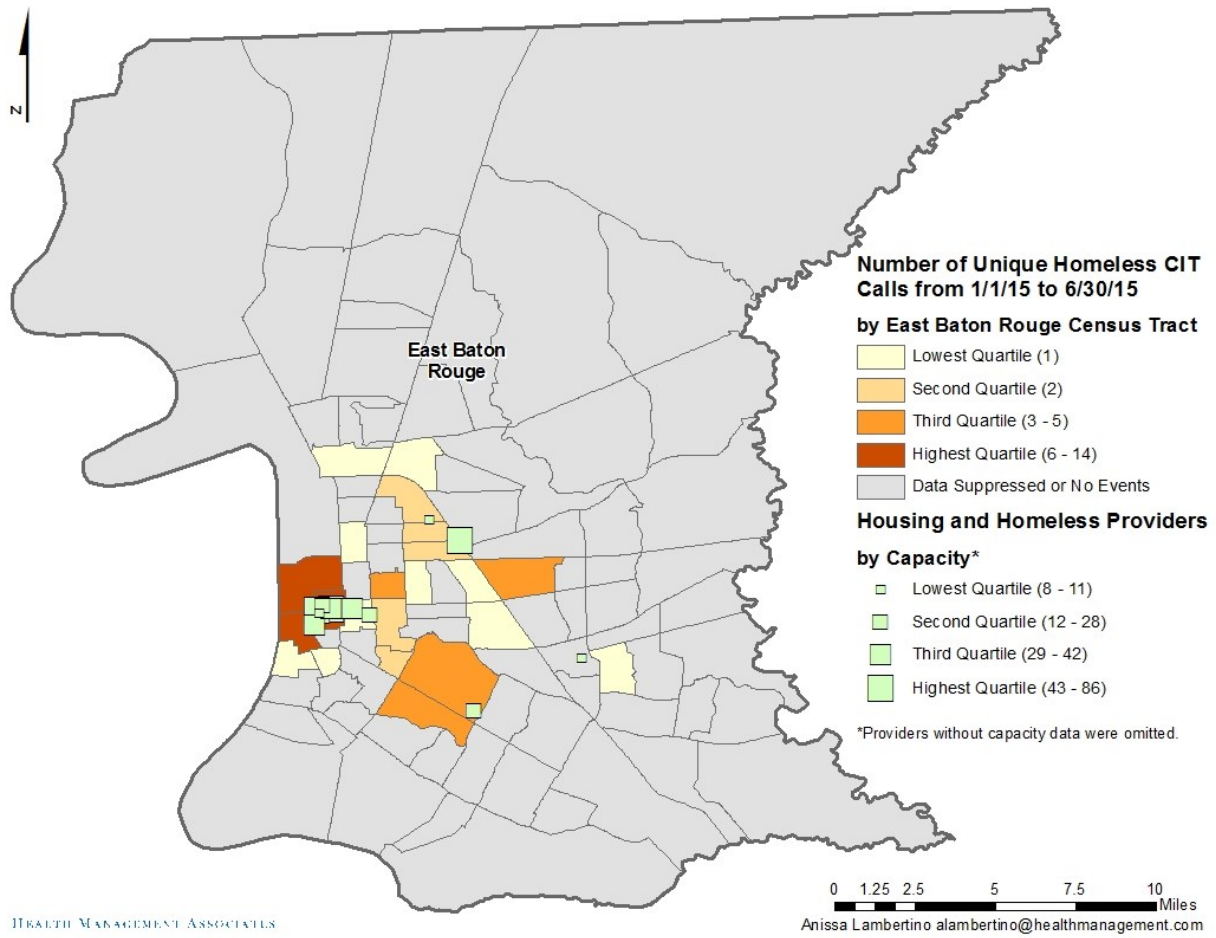 N
Number of Unique Homeless CIT
Calls from 1/1/15 to 6/30/15
by East Baton Rouge Census Tract
Lowest Quartile (1)
Second Quartile (2)
Third Quartile (3 - 5)
Highest Quartile (6 - 14)
Data Suppressed or No Events
Housing and Homeless Providers
by Capacity*
Lowest Quartile (8 - 11)
Second Quartile (12 - 28)
Third Quartile (29 - 42)
Highest Quartile (43 - 86)
*Providers without capacity data were omitted.
East Baton
Rouge
0 1.25 2.5 5 7.5 10
Miles
HEALTH MANAGEMENT ASSOCIATES
Anissa Lambertino alambertino@healthmanagement.com